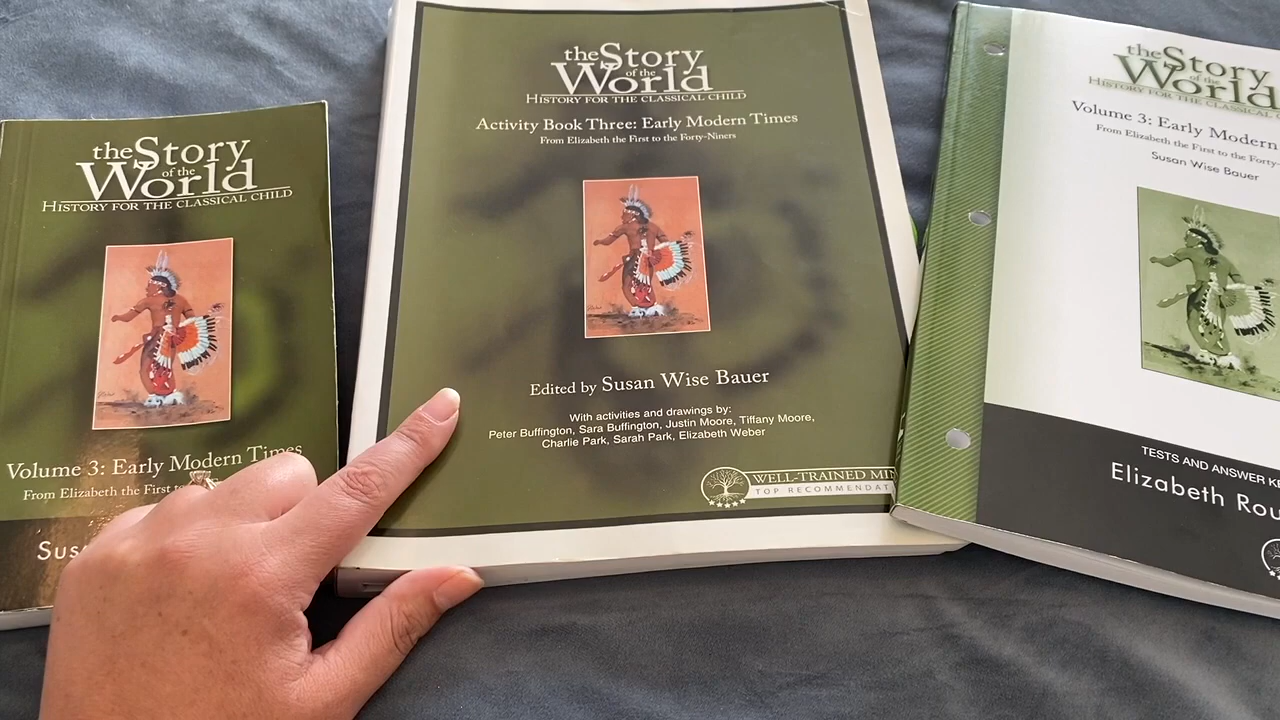 the Story
of the
World
HISTORY FOR THE CLASSICAL CHILD
Volume 3: Early Modern Times
From Elizabeth the First to
the Story
of the
World
HISTORY FOR THE CLASSICAL CHILD
Activity Book Three: Early Modern Times
From Elizabeth the First to the Forty-Niners
Edited by Susan Wise Bauer
With activities and drawings by:
Peter Buffington, Sara Buffington, Justin Moore, Tiffany Moore,
Charlie Park, Sarah Park, Elizabeth Weber
WELL-TRAINED MIN
TOP RECOMMENDAT
the Story
of the
World
HISTORY FOR THE CLASSICAL
Volume 3: Early Modern
From Elizabeth the First to the Forty-
Susan Wise Bauer
TESTS AND ANSWER KE
Elizabeth Rou